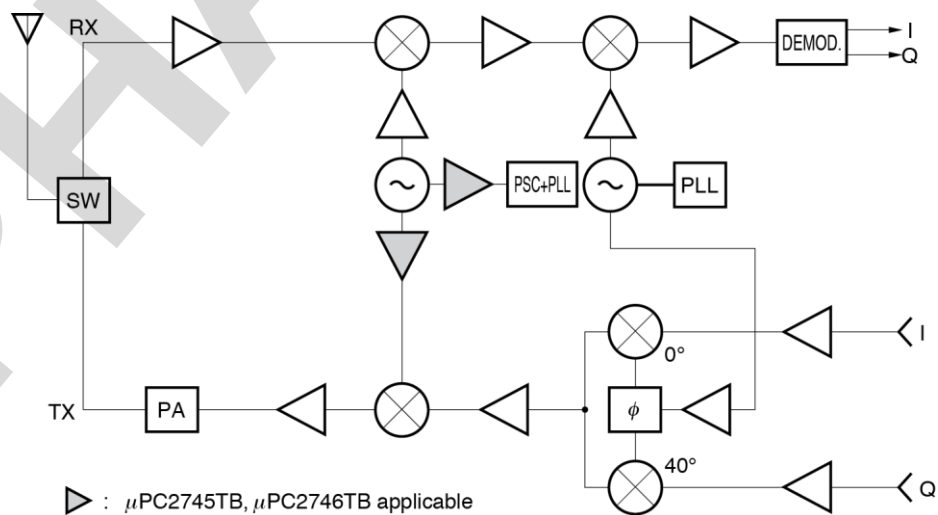 RX
I
DEMOD.
Q
SW
PSC+PLL
PLL
I
0°
TX
PA
ϕ
40°
Q
: μPC2745TB, μPC2746TB applicable